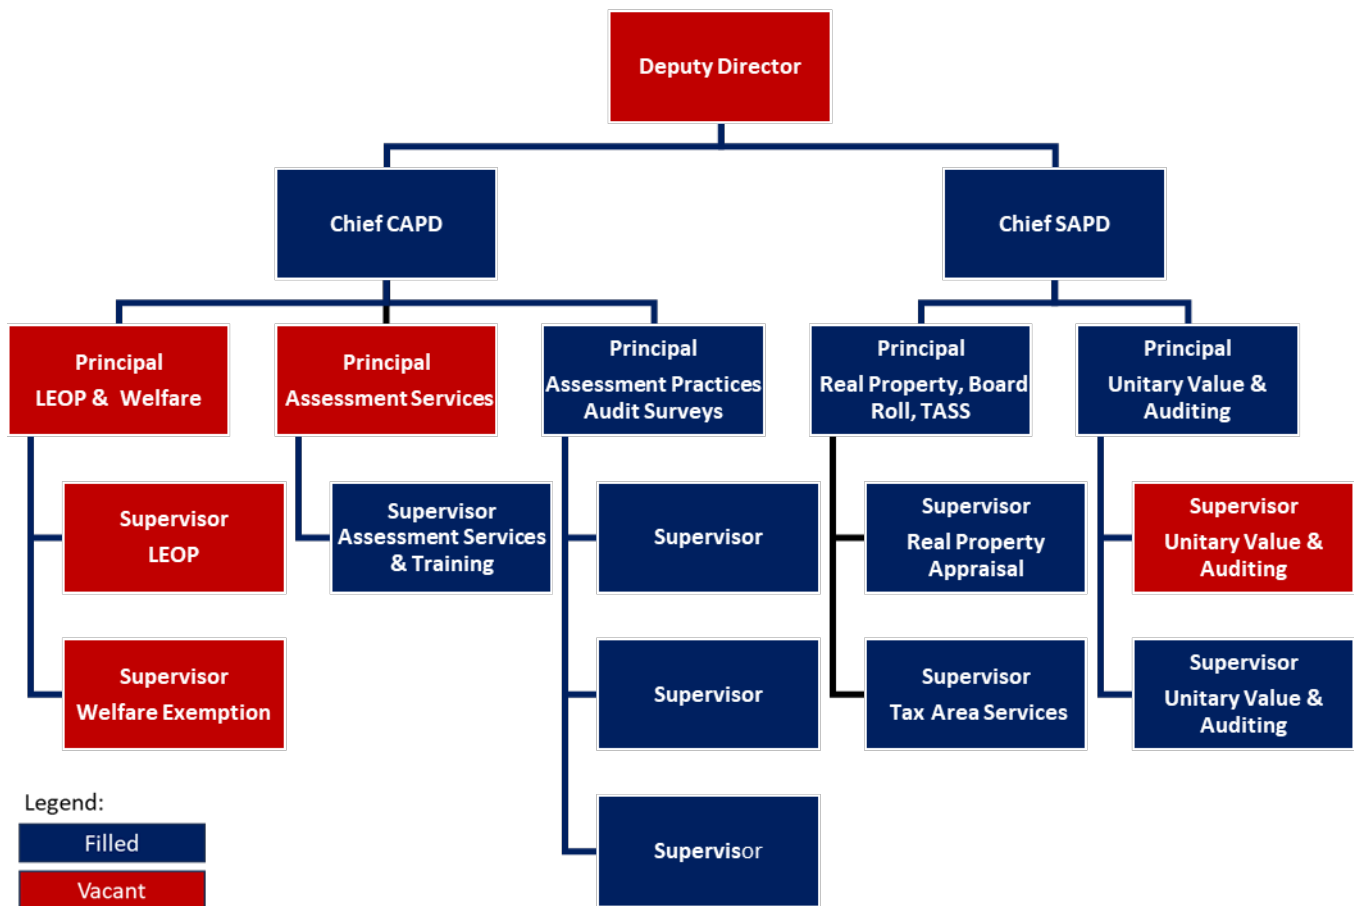 Deputy Director
Chief CAPD
Chief SAPD
Principal
LEOP & Welfare
Principal
Assessment Services
Principal
Assessment Practices
Audit Surveys
Principal
Real Property, Board
Roll, TASS
Principal
Unitary Value &
Auditing
Supervisor
LEOP
Supervisor
Assessment Services
& Training
Supervisor
Supervisor
Real Property
Appraisal
Supervisor
Unitary Value &
Auditing
Supervisor
Welfare Exemption
Supervisor
Supervisor
Tax Area Services
Supervisor
Unitary Value &
Auditing
Supervisor
Legend:
Filled
Vacant